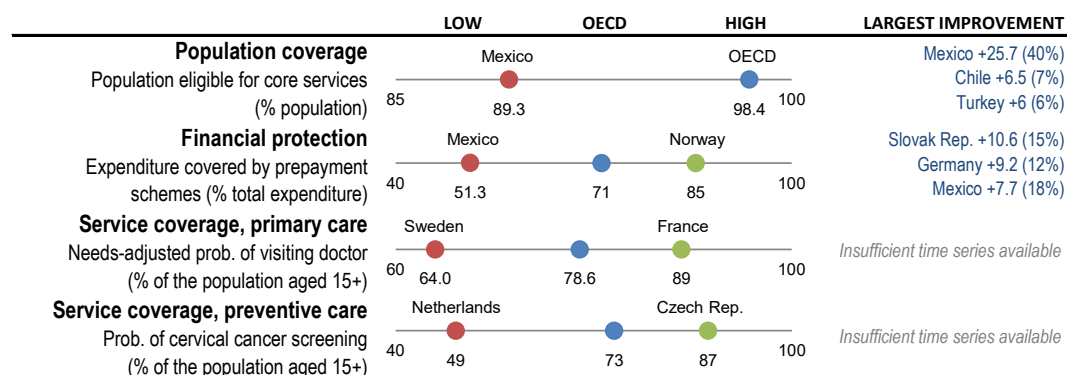 LOW OECD HIGH LARGEST IMPROVEMENT
Population coverage
Population eligible for core services
(% population)
Mexico OECD
85 89.3 98.4 100
Mexico +25.7 (40%)
Chile +6.5 (7%)
Turkey +6 (6%)
Financial protection
Expenditure covered by prepayment
schemes (% total expenditure)
Mexico Norway
40 51.3 71 85 100
Slovak Rep. +10.6 (15%)
Germany +9.2 (12%)
Mexico +7.7 (18%)
Service coverage, primary care
Needs-adjusted prob. of visiting doctor
(% of the population aged 15+)
Sweden France
60 64.0 78.6 89 100
Insufficient time series available
Service coverage, preventive care
Prob. of cervical cancer screening
(% of the population aged 15+)
Netherlands Czech Rep.
40 49 73 87 100
Insufficient time series available